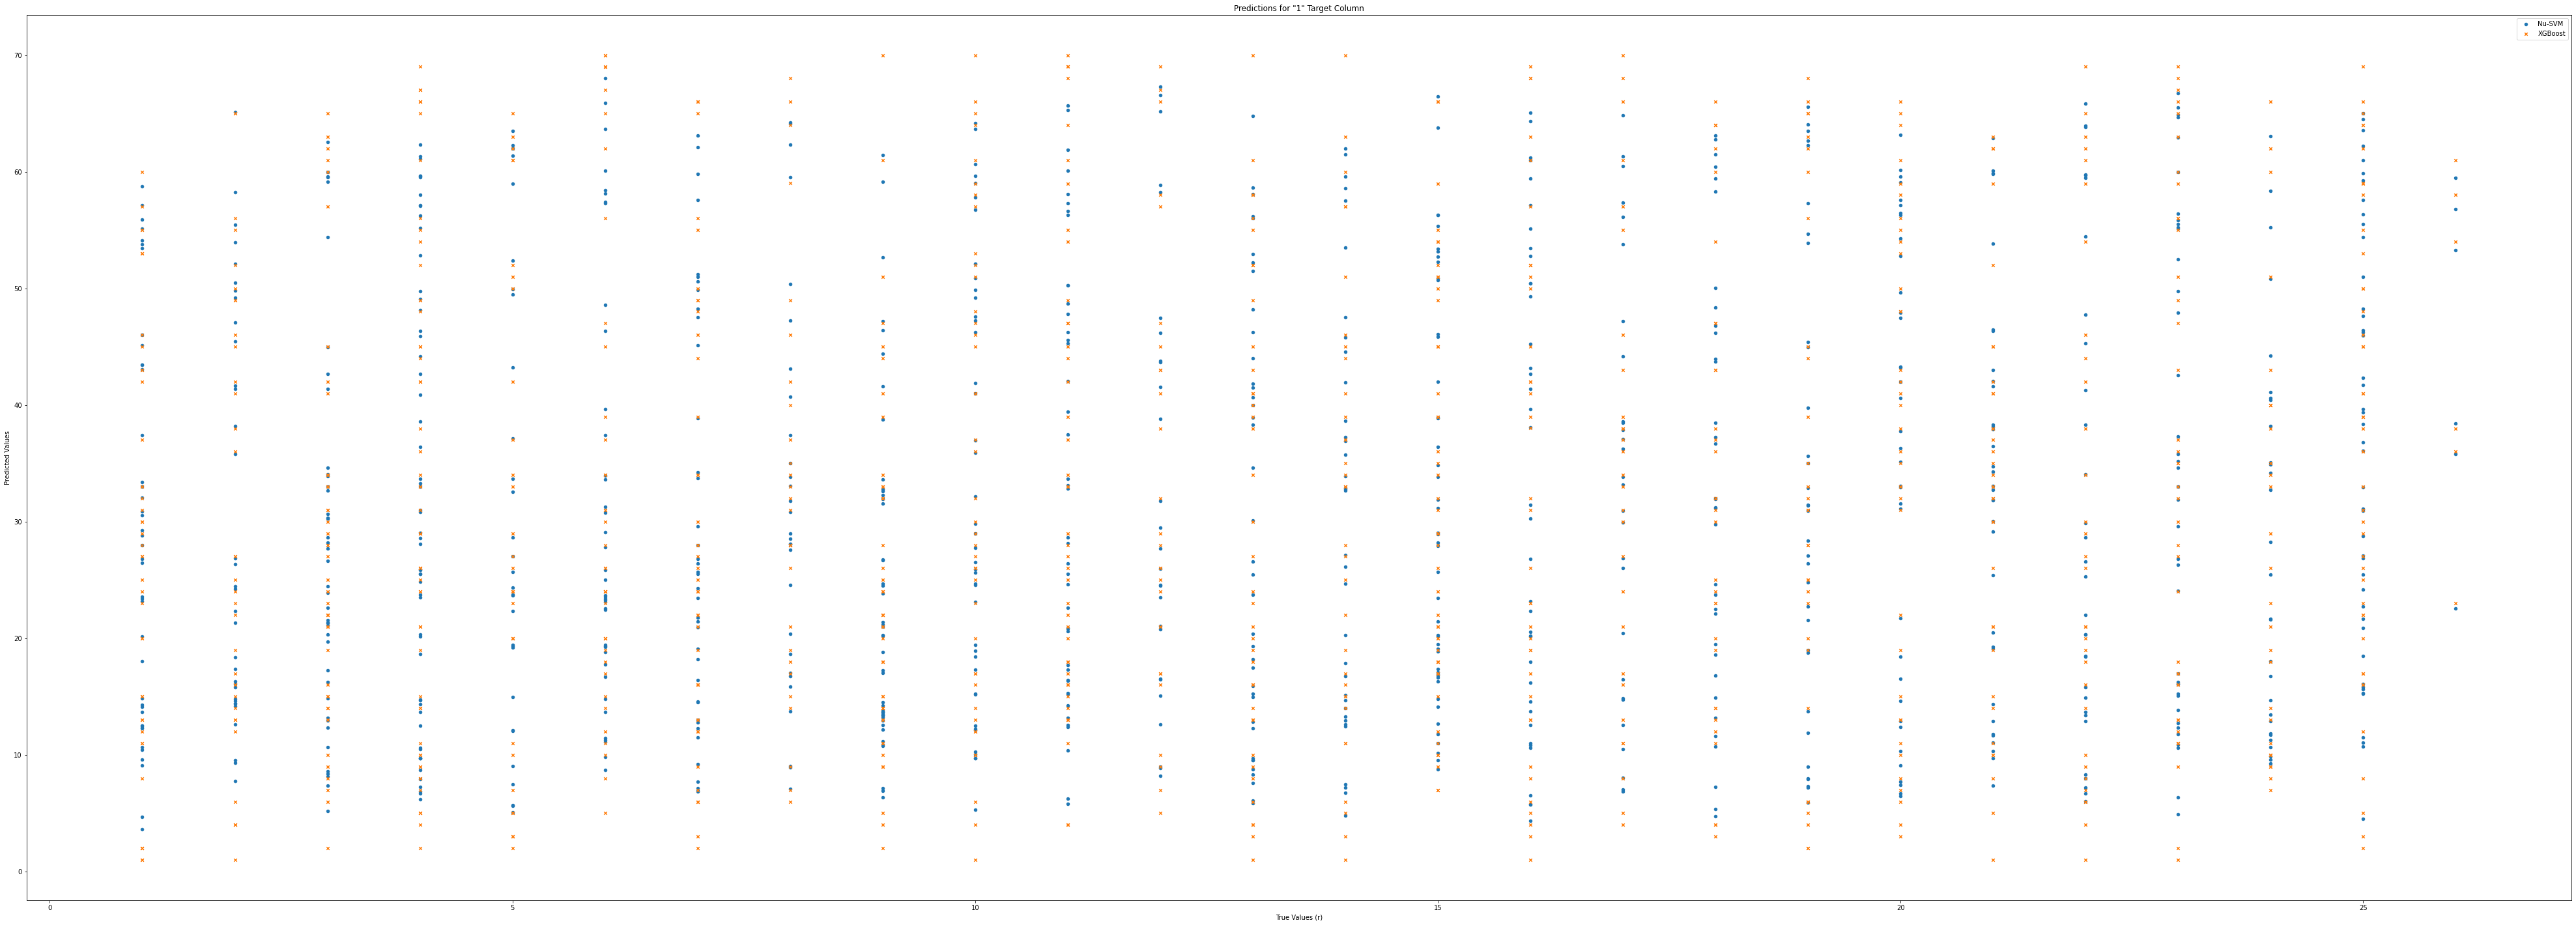 Predictions for "1" Target Column
Nu-SVM
XGBoost
Predicted Values
70
60
50
40
30
20
10
0
0 5 10 15 20 25
True Values (r)